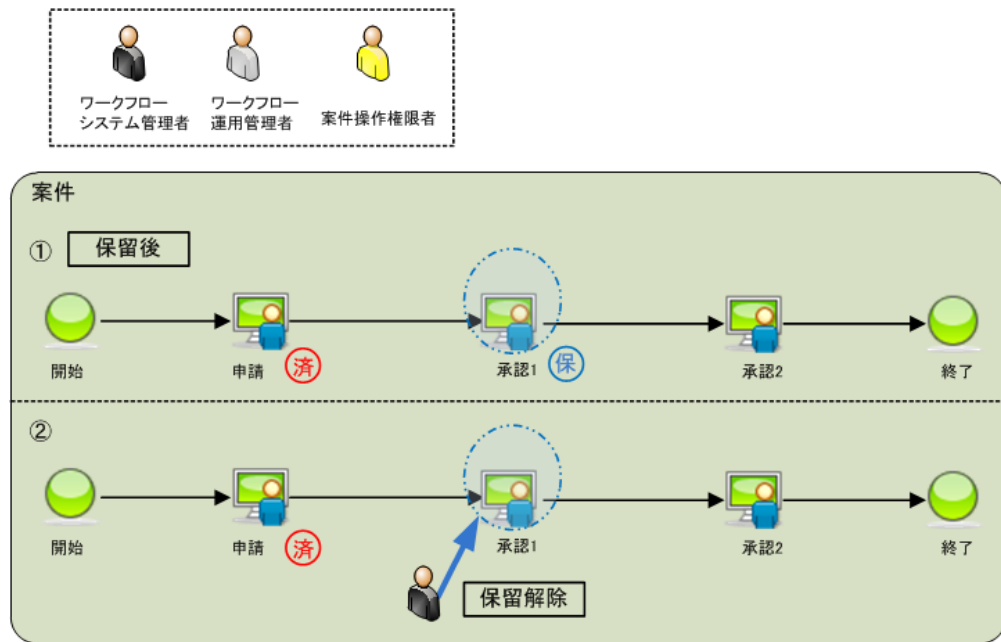 ワークフロー
システム管理者
ワークフロー
運用管理者
案件操作権限者
案件
① 保留後
開始
申請
済
承認1
保
承認2
終了
②
開始
申請
済
承認1
承認2
終了
保留解除